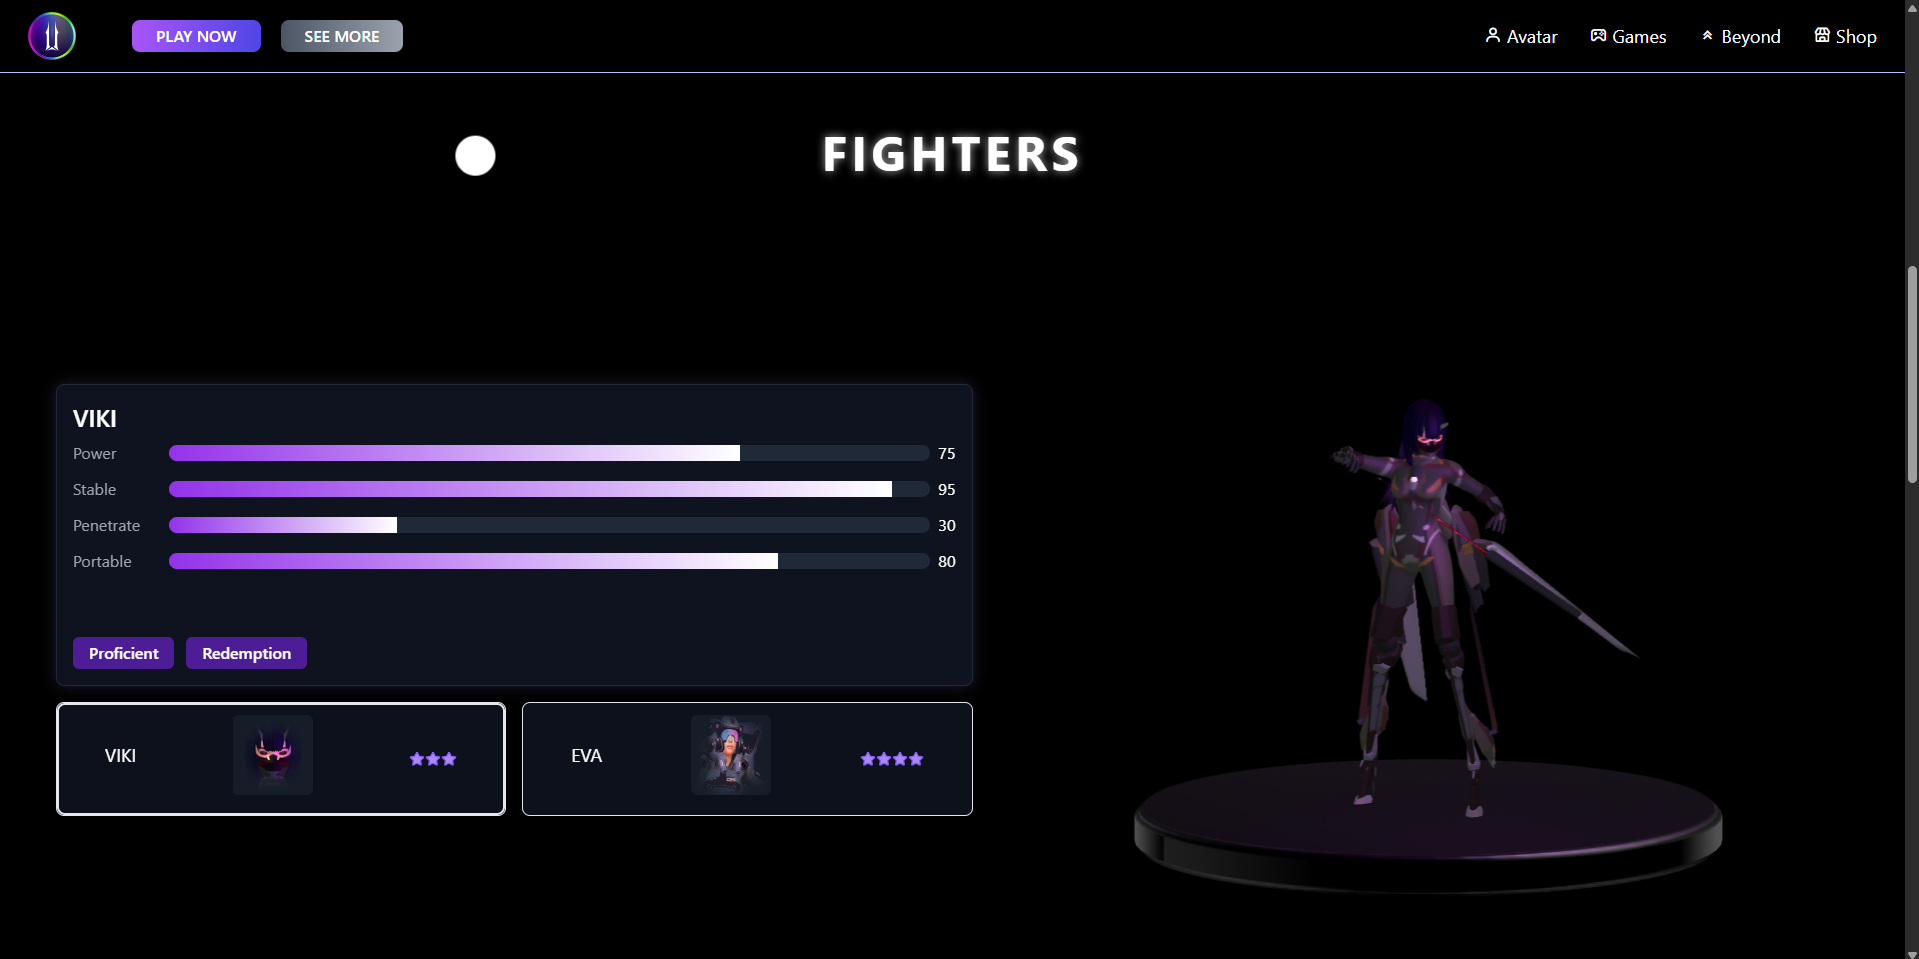 PLAY NOW
SEE MORE
Avatar
Games
Beyond
Shop
FIGHTERS
VIKI
Power 75
Stable 95
Penetrate 30
Portable 80
Proficient
Redemption
VIKI
EVA